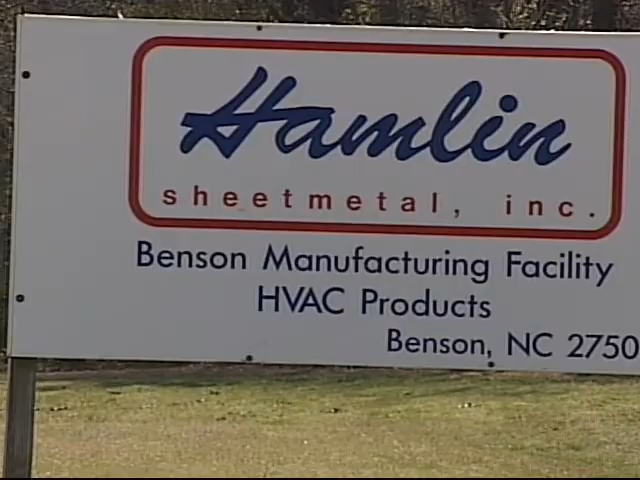 Hamlin
sheetmetal, inc.
Benson Manufacturing Facility
HVAC Products
Benson, NC 2750